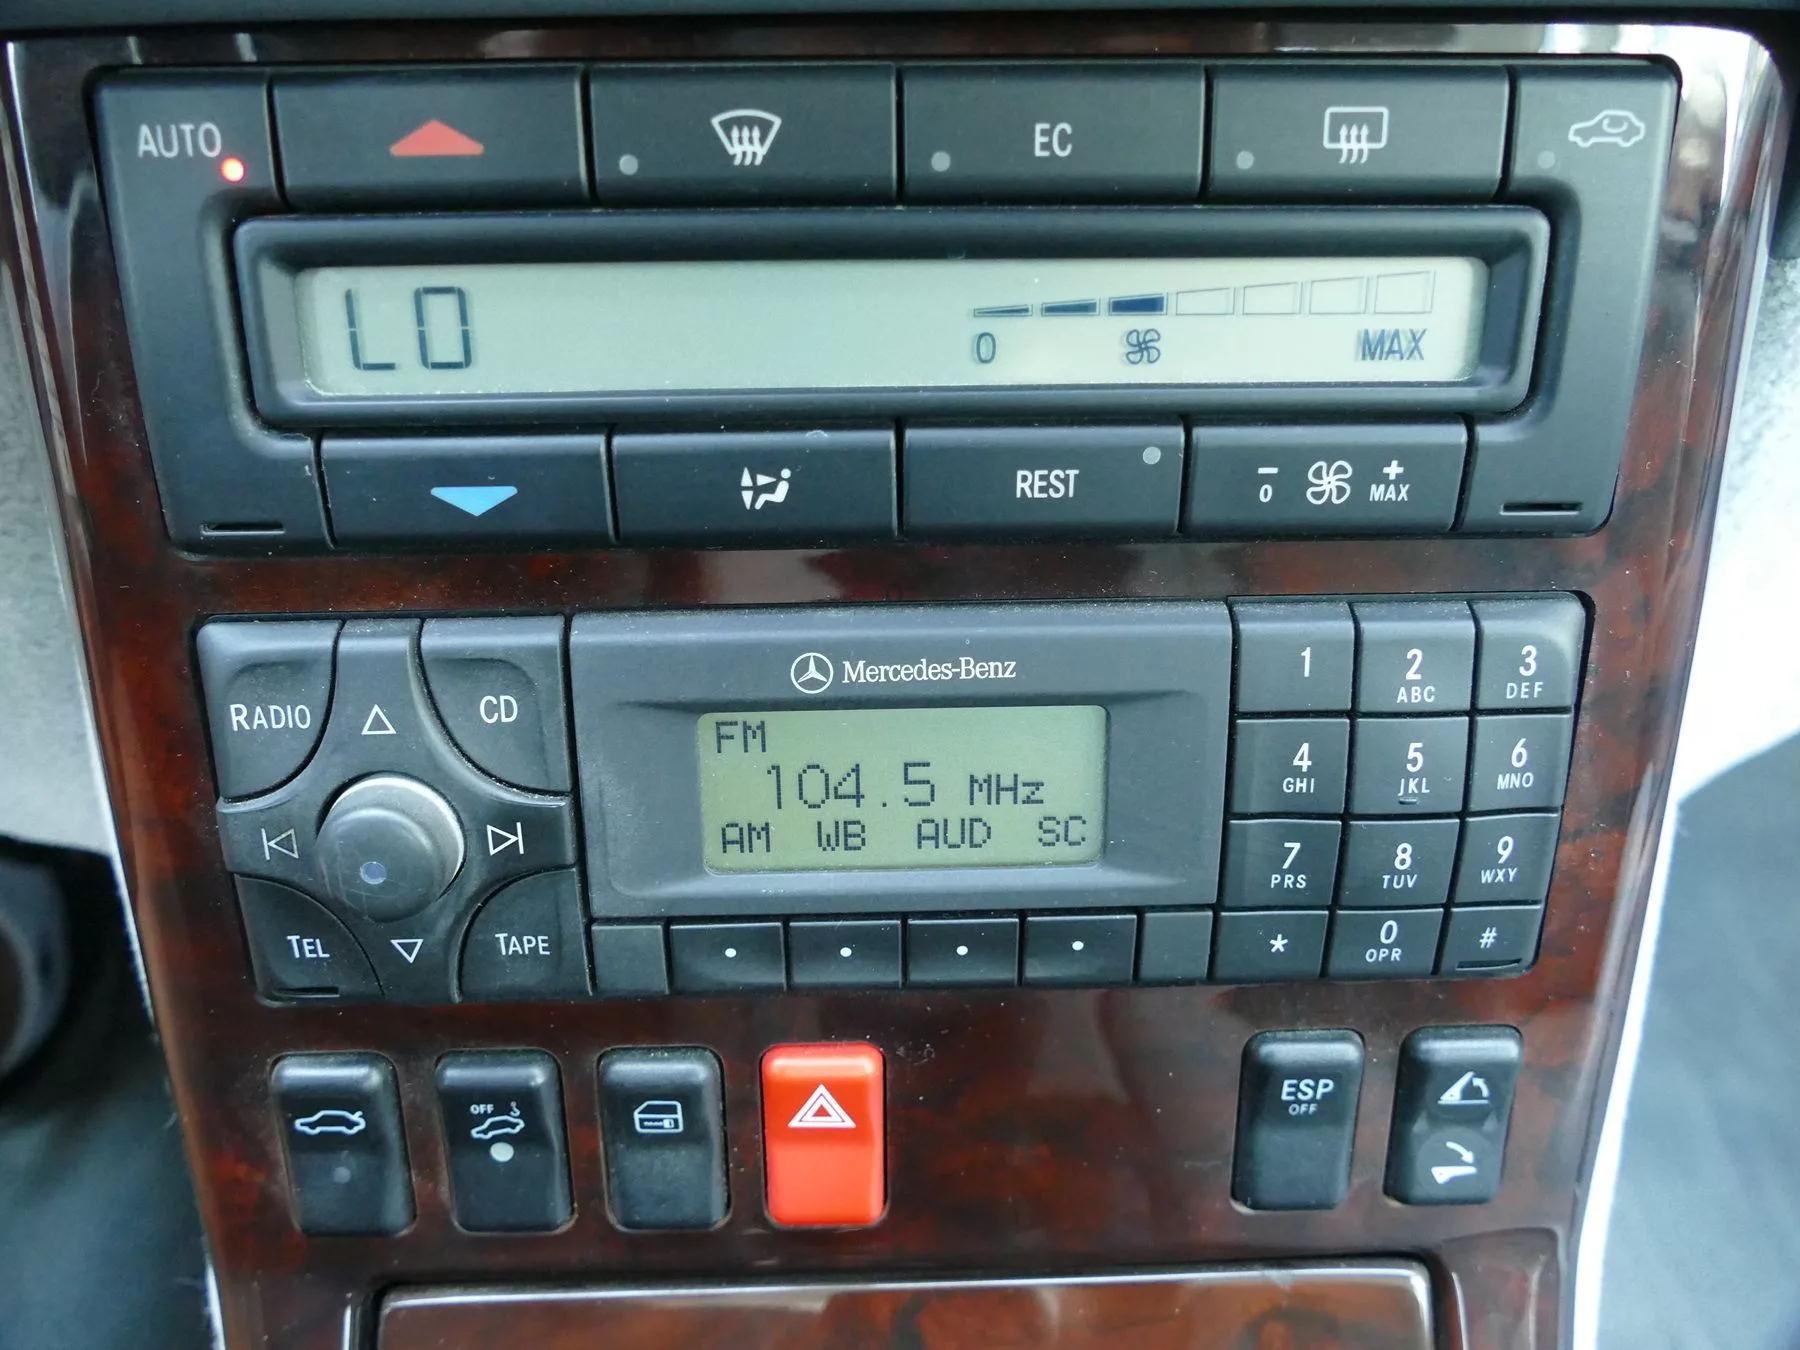 AUTO
EC
LO
0
MAX
REST
− + 
0 MAX
Mercedes-Benz
RADIO
CD
TEL
TAPE
FM
104.5 MHz
AM WB AUD SC
1
2
ABC
3
DEF
4
GHI
5
JKL
6
MNO
7
PRS
8
TUV
9
WXY
*
0
OPR
#
OFF
ESP
OFF